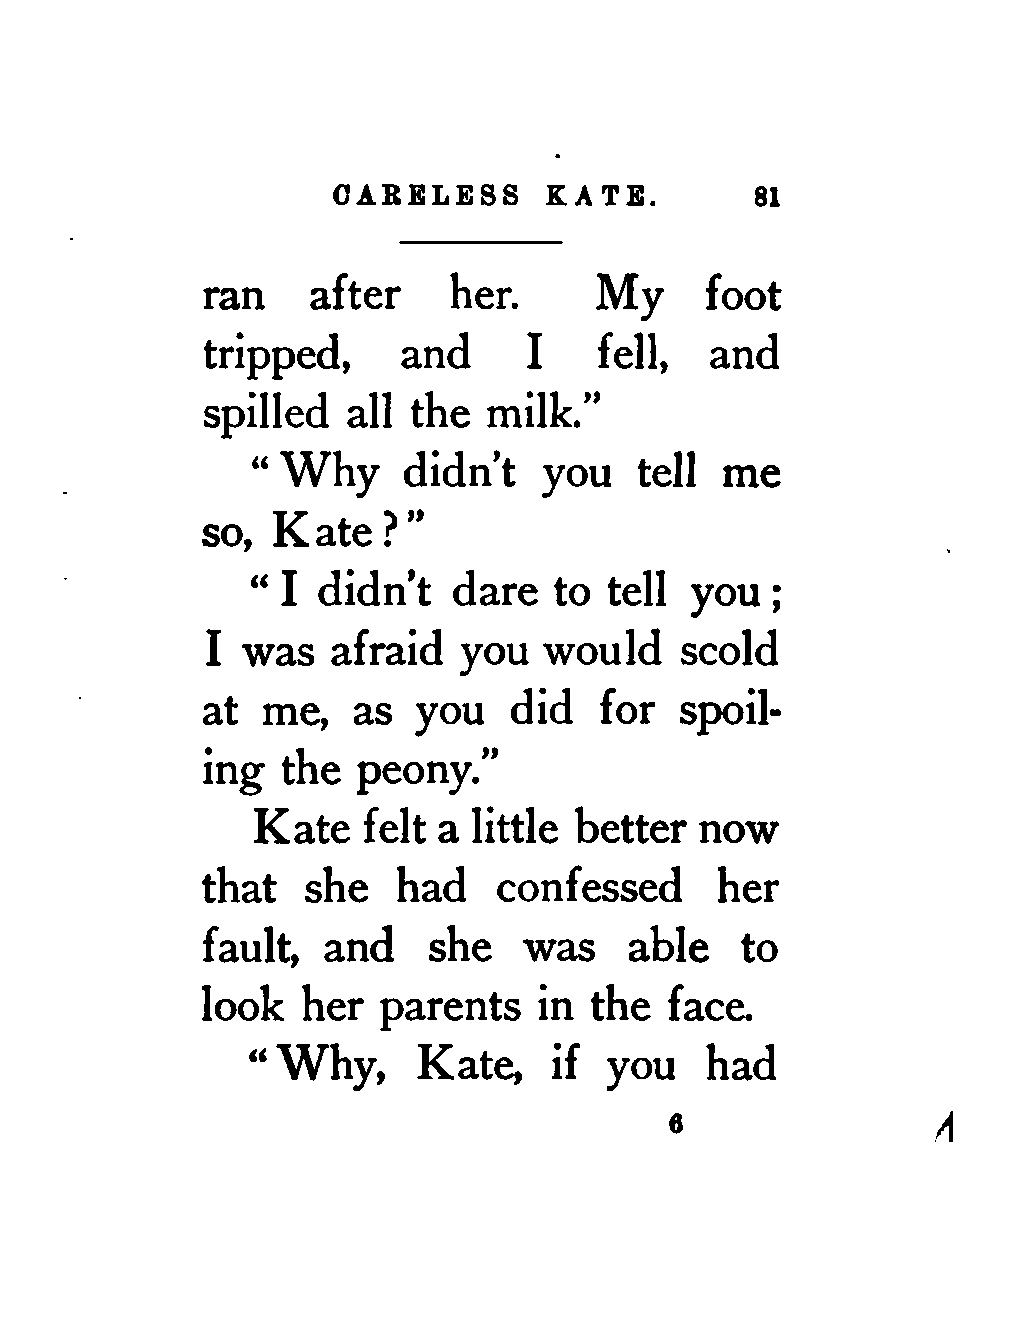 CARELESS KATE. 81
ran after her. My foot
tripped, and I fell, and
spilled all the milk."
"Why didn't you tell me
so, Kate?"
"I didn't dare to tell you;
I was afraid you would scold
at me, as you did for spoil-
ing the peony."
Kate felt a little better now
that she had confessed her
fault, and she was able to
look her parents in the face.
"Why, Kate, if you had
6